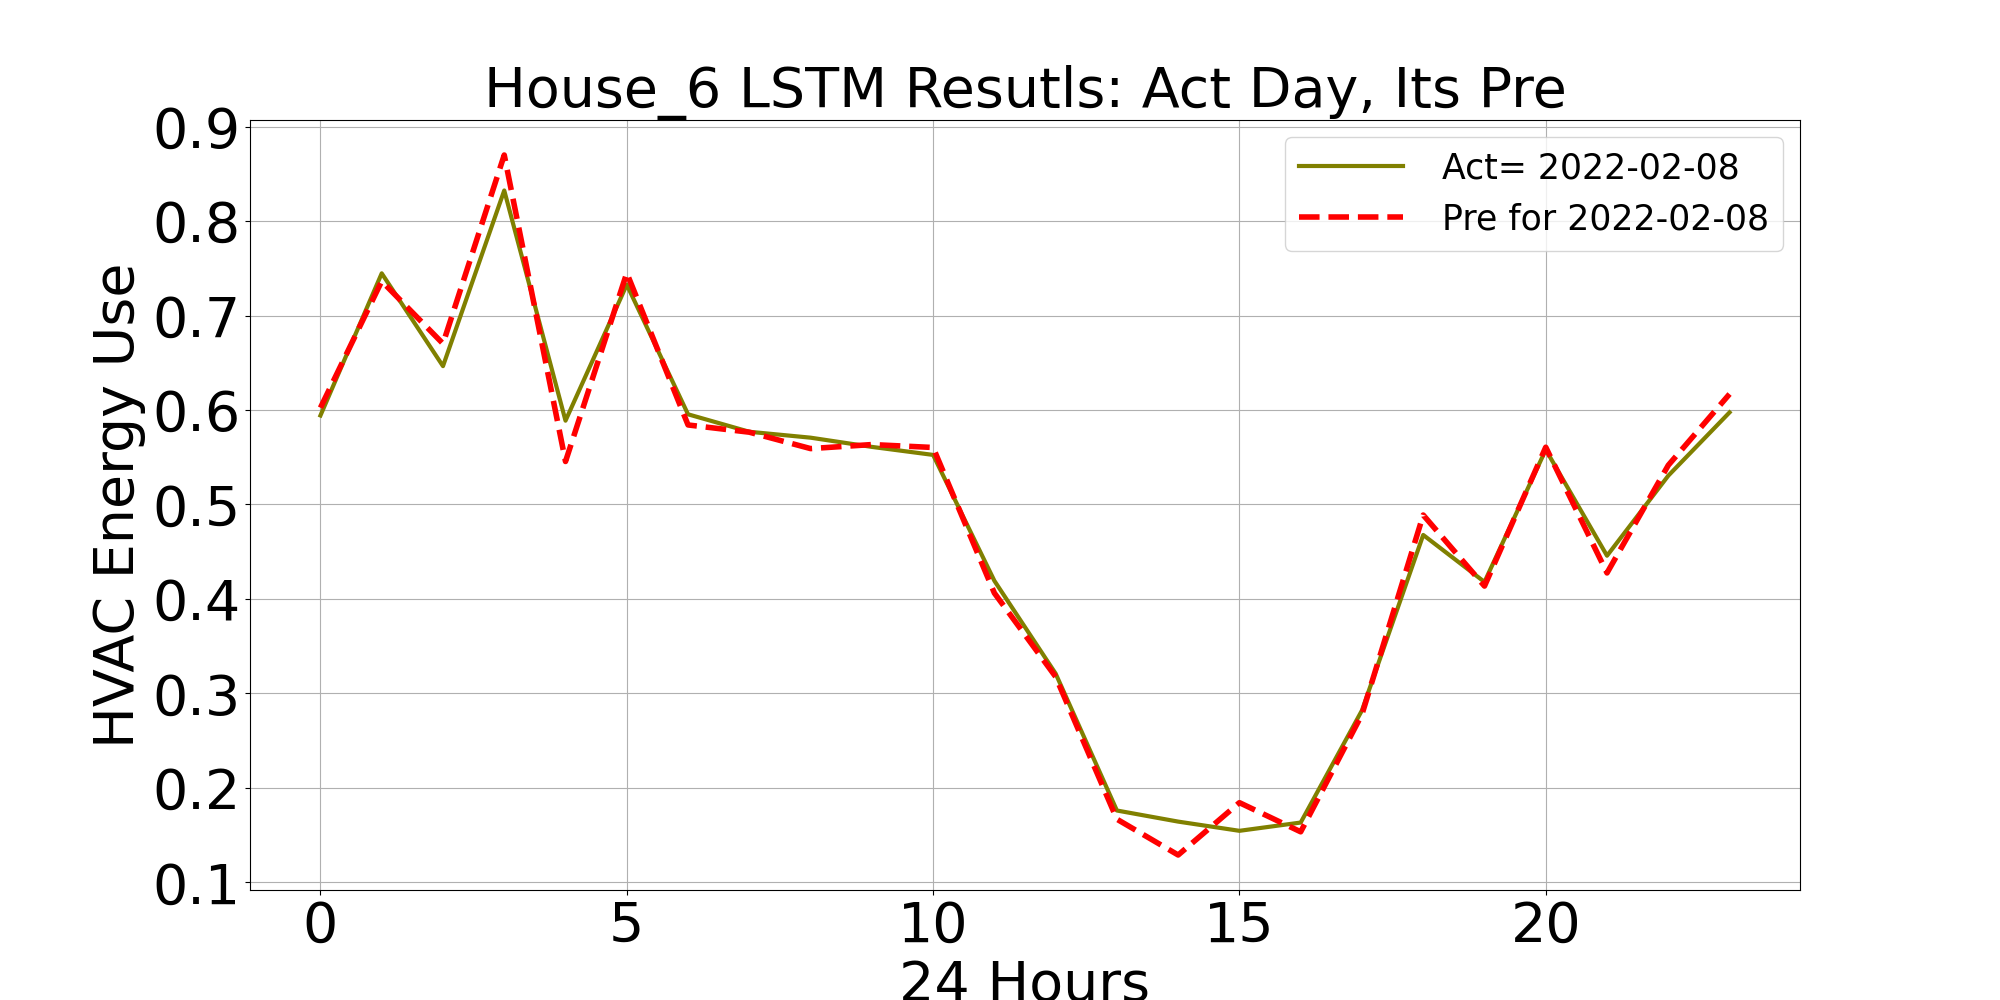 House_6 LSTM Resutls: Act Day, Its Pre
Act= 2022-02-08
Pre for 2022-02-08
HVAC Energy Use
0.9
0.8
0.7
0.6
0.5
0.4
0.3
0.2
0.1
0 5 10 15 20
24 Hours